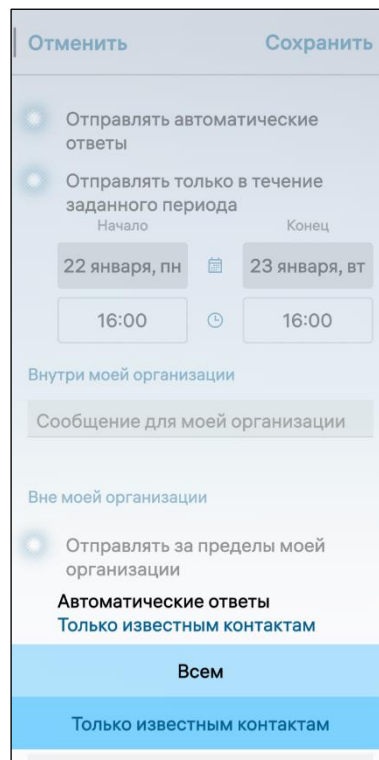 Отменить Сохранить
Отправлять автоматические
ответы
Отправлять только в течение
заданного периода
Начало Конец
22 января, пн 23 января, вт
16:00 16:00
Внутри моей организации
Сообщение для моей организации
Вне моей организации
Отправлять за пределы моей
организации
Автоматические ответы
Только известным контактам
Всем
Только известным контактам